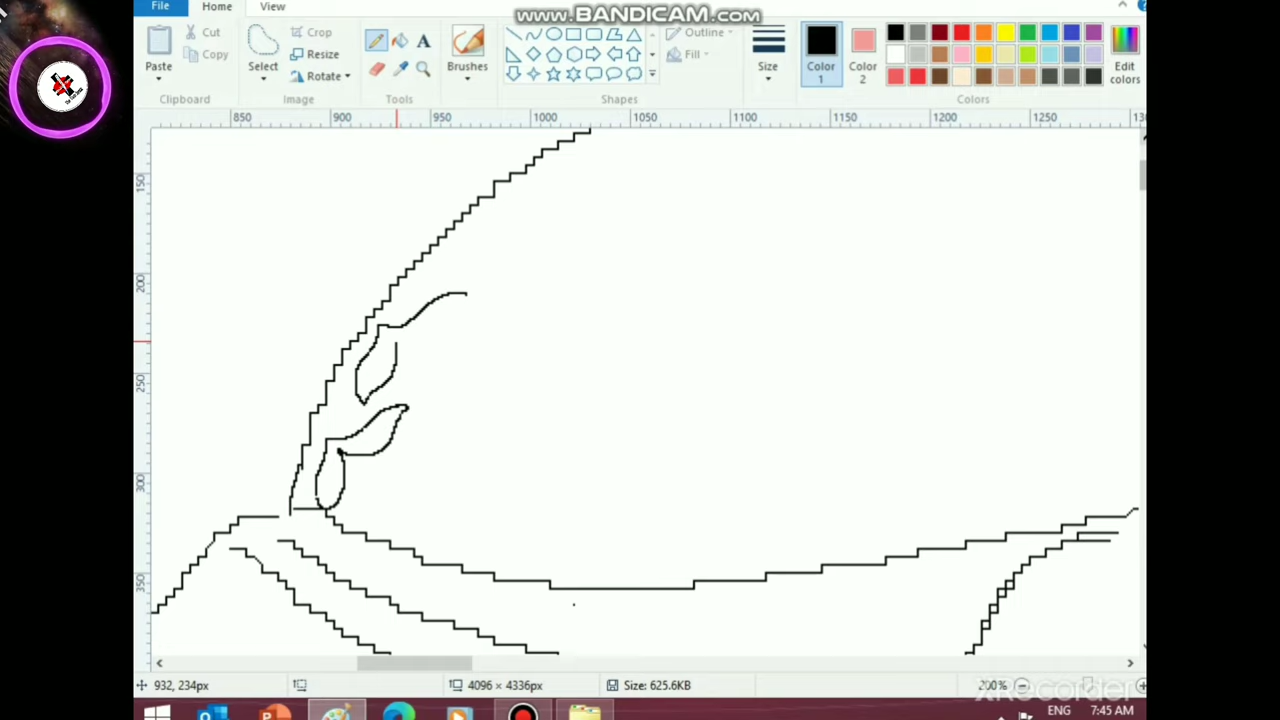 www.BANDICAM.com
File Home View
Paste
Cut
Copy
Clipboard
Select
Crop
Resize
Rotate
Image
Tools
Brushes
Outline
Fill
Shapes
Size
Color 1
Color 2
Edit colors
Colors
850 900 950 1000 1050 1100 1150 1200 1250
150
200
250
300
350
932, 234px
4096 × 4336px
Size: 625.6KB
200%
XRecorder
ENG
7:45 AM